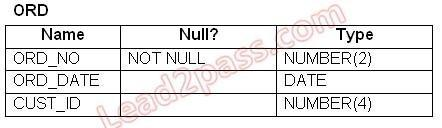 ORD
Name Null? Type
ORD_NO NOT NULL NUMBER(2)
ORD_DATE DATE
CUST_ID NUMBER(4)
Lead2pass.com